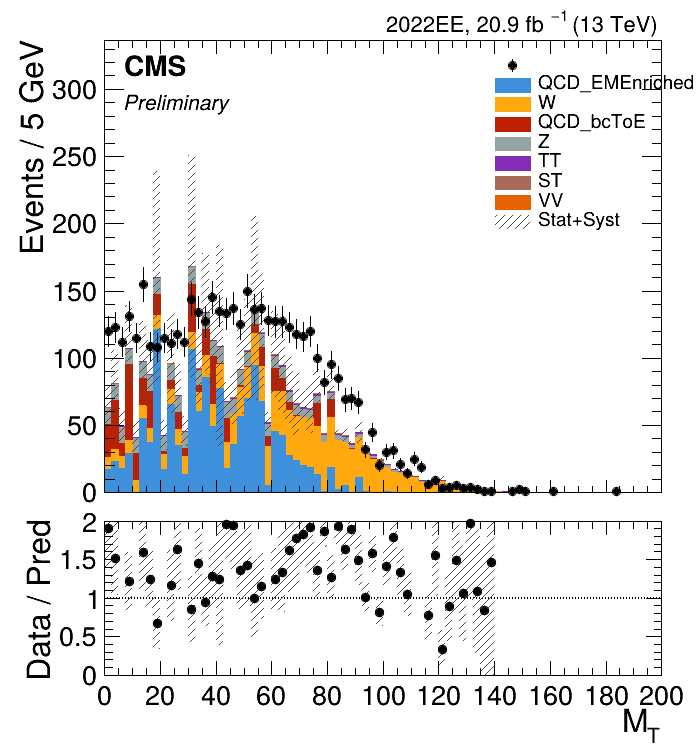 2022EE, 20.9 fb⁻¹ (13 TeV)
CMS
Preliminary
QCD_EMEnriched
W
QCD_bcToE
Z
TT
ST
VV
Stat+Syst
Events / 5 GeV
300
250
200
150
100
50
0
Data / Pred
2
1.5
1
0.5
0
0 20 40 60 80 100 120 140 160 180 200
M_T